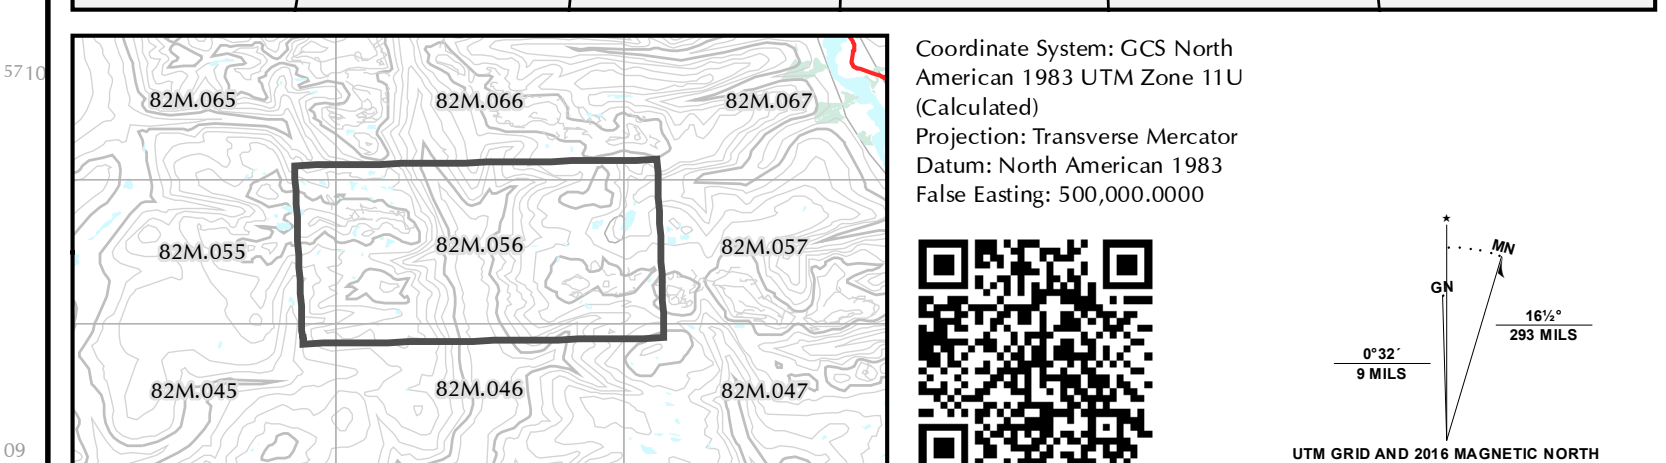 5710
82M.065
82M.066
82M.067
82M.055
82M.056
82M.057
82M.045
82M.046
82M.047
09
Coordinate System: GCS North
American 1983 UTM Zone 11U
(Calculated)
Projection: Transverse Mercator
Datum: North American 1983
False Easting: 500,000.0000
MN
GN
16½°
293 MILS
0°32´
9 MILS
UTM GRID AND 2016 MAGNETIC NORTH